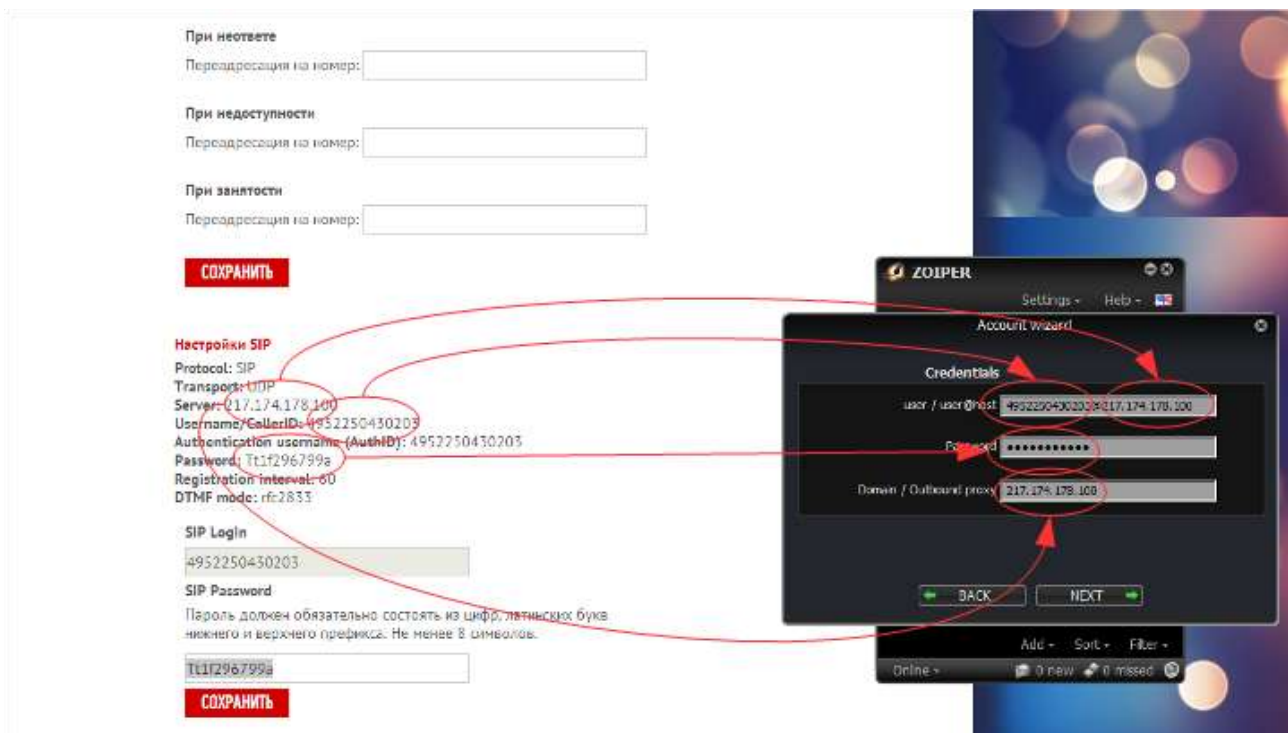 При неответе
Переадресация на номер:
При недоступности
Переадресация на номер:
При занятости
Переадресация на номер:
СОХРАНИТЬ
Настройки SIP
Protocol: SIP
Transport: UDP
Server: 217.174.178.100
Username/CallerID: 4952250430203
Authentication username (AuthID): 4952250430203
Password: Tt1f296799a
Registration interval: 60
DTMF mode: rfc2833
SIP Login
4952250430203
SIP Password
Пароль должен обязательно состоять из цифр, латинских букв
нижнего и верхнего префикса. Не менее 8 символов.
Tt1f296799a
СОХРАНИТЬ
ZOIPER
Settings Help
Account wizard
Credentials
user / user@host 4952250430203@217.174.178.100
Password
Domain / Outbound proxy 217.174.178.100
BACK NEXT
Add Sort Filter
Online 0 new 0 missed